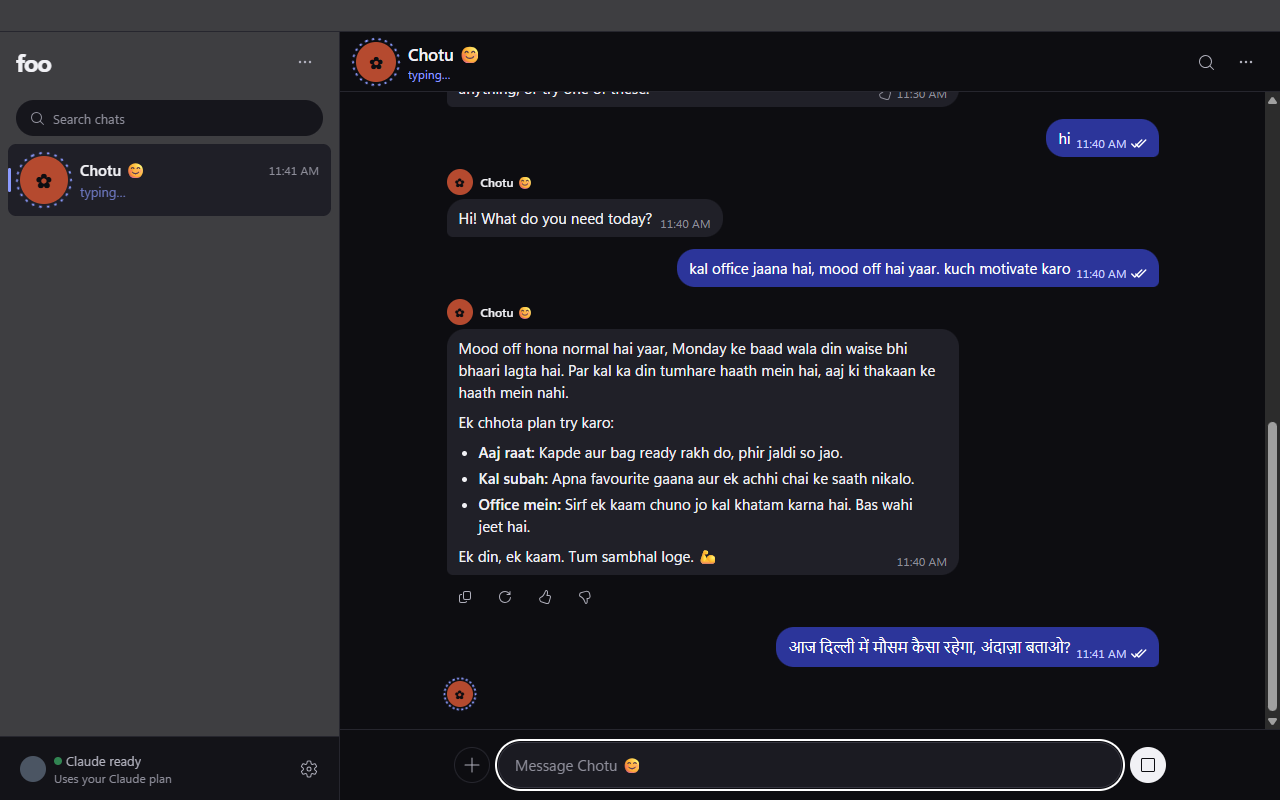 foo
Search chats
Chotu 😊
11:41 AM
typing...
Claude ready
Uses your Claude plan
Chotu 😊
typing...
anything, or try one of these.
11:30 AM
hi 11:40 AM
Chotu 😊
Hi! What do you need today? 11:40 AM
kal office jaana hai, mood off hai yaar. kuch motivate karo 11:40 AM
Chotu 😊
Mood off hona normal hai yaar, Monday ke baad wala din waise bhi
bhaari lagta hai. Par kal ka din tumhare haath mein hai, aaj ki thakaan ke
haath mein nahi.
Ek chhota plan try karo:
• Aaj raat: Kapde aur bag ready rakh do, phir jaldi so jao.
• Kal subah: Apna favourite gaana aur ek achhi chai ke saath nikalo.
• Office mein: Sirf ek kaam chuno jo kal khatam karna hai. Bas wahi
jeet hai.
Ek din, ek kaam. Tum sambhal loge. 💪
11:40 AM
आज दिल्ली में मौसम कैसा रहेगा, अंदाज़ा बताओ? 11:41 AM
Message Chotu 😊